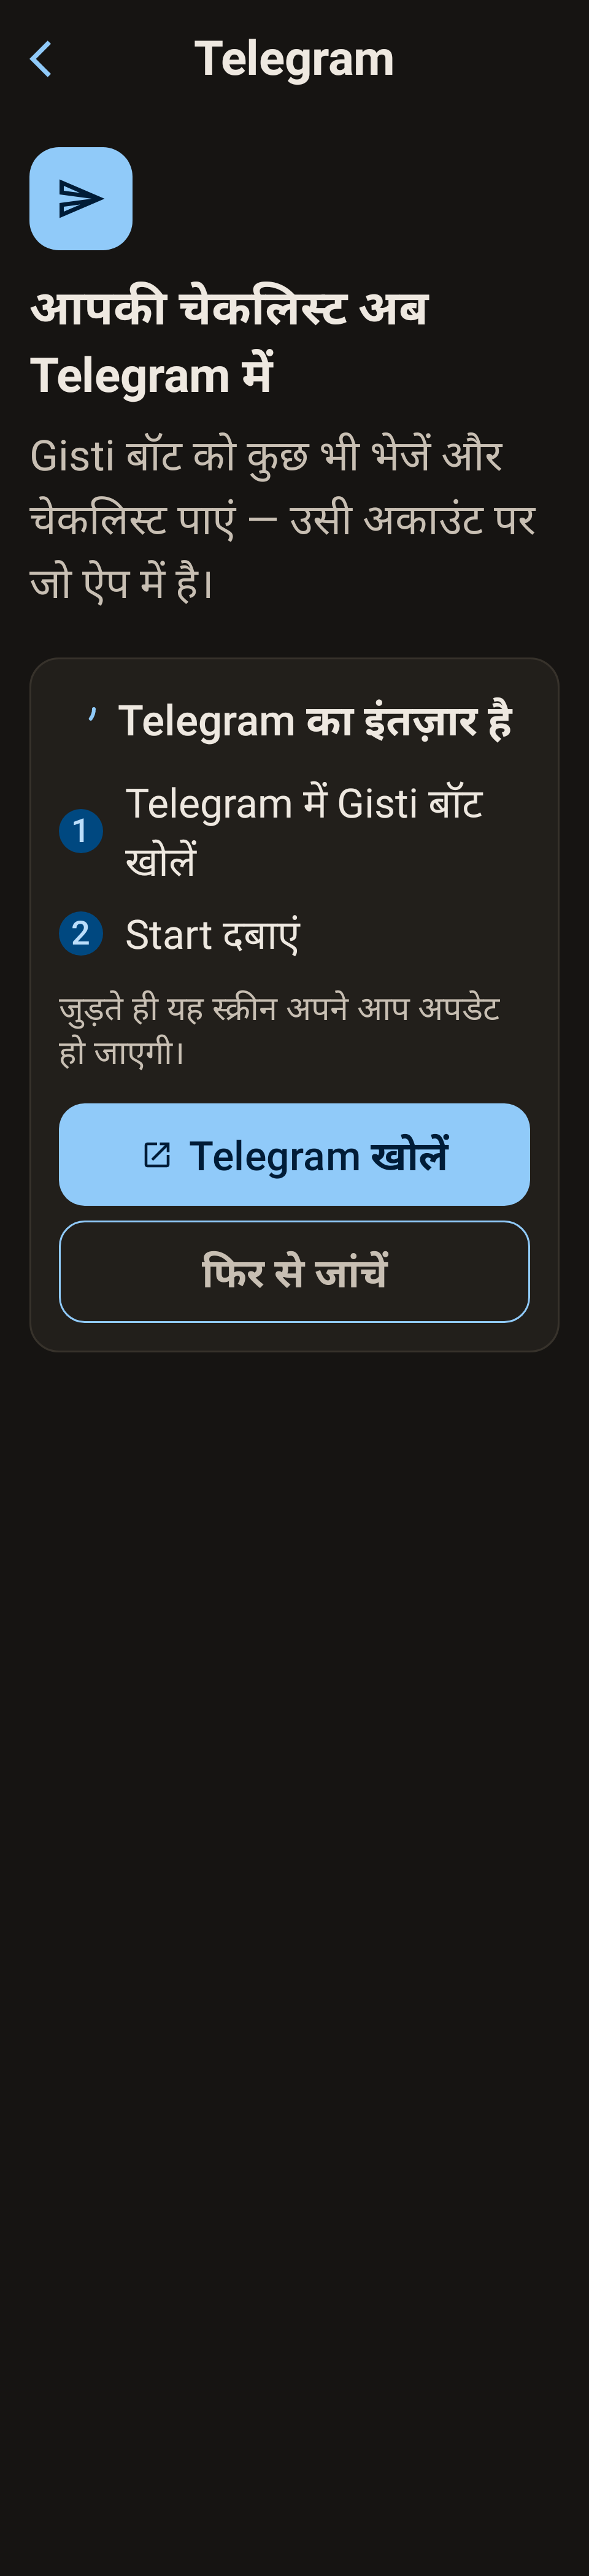 Telegram
आपकी चेकलिस्ट अब
Telegram में
Gisti बॉट को कुछ भी भेजें और
चेकलिस्ट पाएं — उसी अकाउंट पर
जो ऐप में है।
Telegram का इंतज़ार है
1 Telegram में Gisti बॉट
खोलें
2 Start दबाएं
जुड़ते ही यह स्क्रीन अपने आप अपडेट
हो जाएगी।
Telegram खोलें
फिर से जांचें